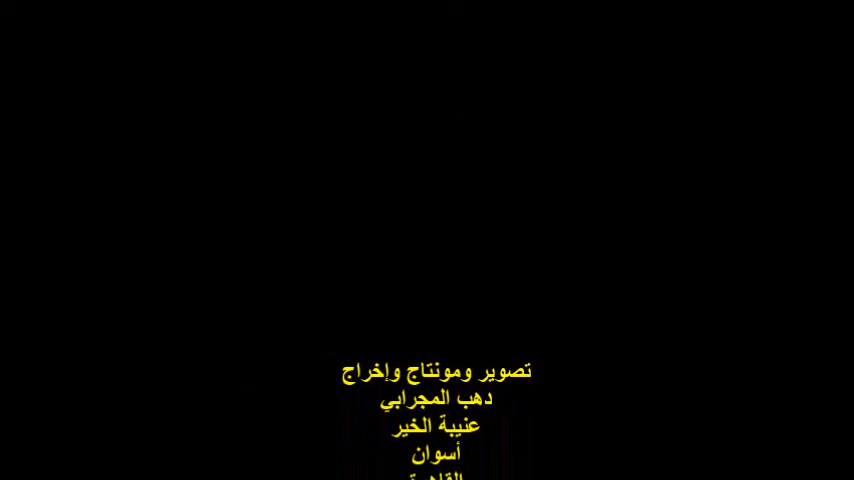 تصوير ومونتاج وإخراج
دهب المجرابي
عنيبة الخير
أسوان